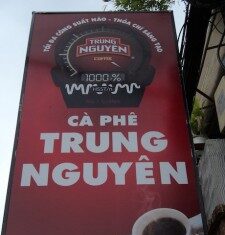 TỐI ĐA CÔNG SUẤT NÃO - THỎA CHÍ SÁNG TẠO
TRUNG
NGUYÊN
COFFEE
1000%
CÀ PHÊ
TRUNG
NGUYÊN